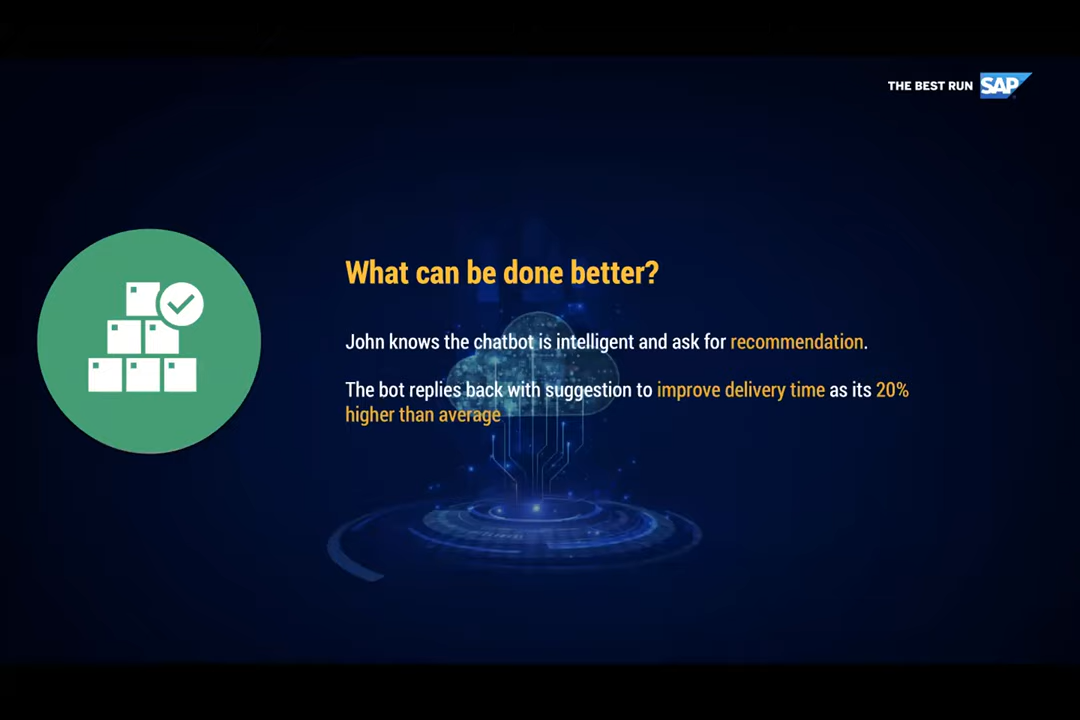 THE BEST RUN SAP
What can be done better?
John knows the chatbot is intelligent and ask for recommendation.
The bot replies back with suggestion to improve delivery time as its 20%
higher than average